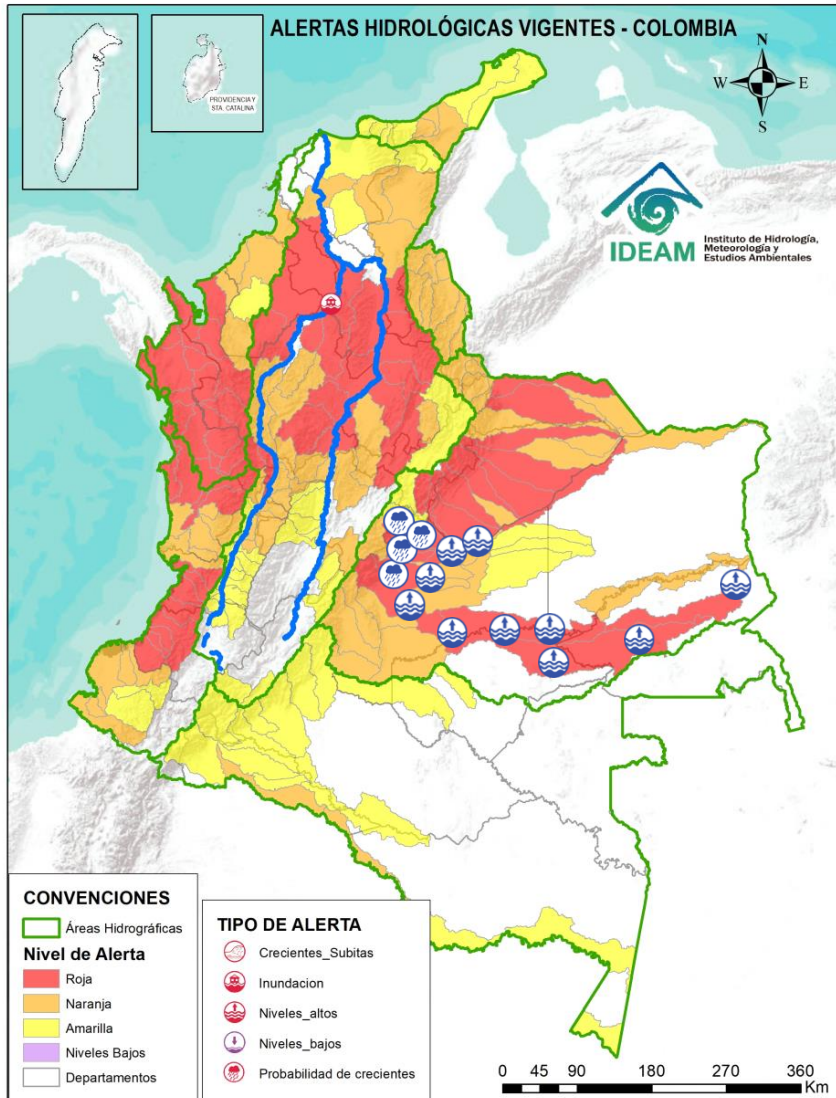 ALERTAS HIDROLÓGICAS VIGENTES - COLOMBIA
PROVIDENCIA Y
STA. CATALINA
N
W
E
S
IDEAM
Instituto de Hidrología,
Meteorología y
Estudios Ambientales
CONVENCIONES
Áreas Hidrográficas
Nivel de Alerta
Roja
Naranja
Amarilla
Niveles Bajos
Departamentos
TIPO DE ALERTA
Crecientes_Subitas
Inundacion
Niveles_altos
Niveles_bajos
Probabilidad de crecientes
0 45 90 180 270 360
Km